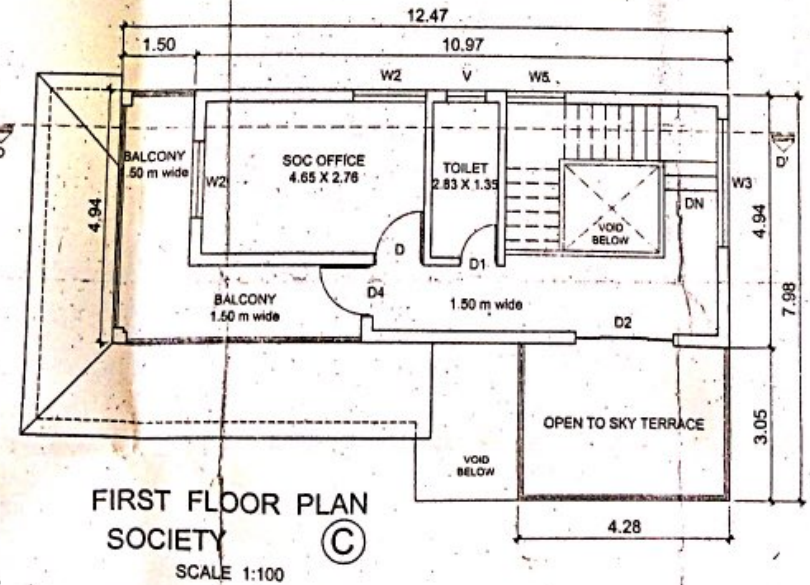 12.47
1.50
10.97
W2
V
W5
BALCONY
.50 m wide
W2
SOC OFFICE
4.65 X 2.76
TOILET
2.83 X 1.35
VOID
BELOW
DN
W3
D'
4.94
4.94
7.98
D
D1
D4
BALCONY
1.50 m wide
1.50 m wide
D2
OPEN TO SKY TERRACE
3.05
VOID
BELOW
4.28
FIRST FLOOR PLAN
SOCIETY C
SCALE 1:100